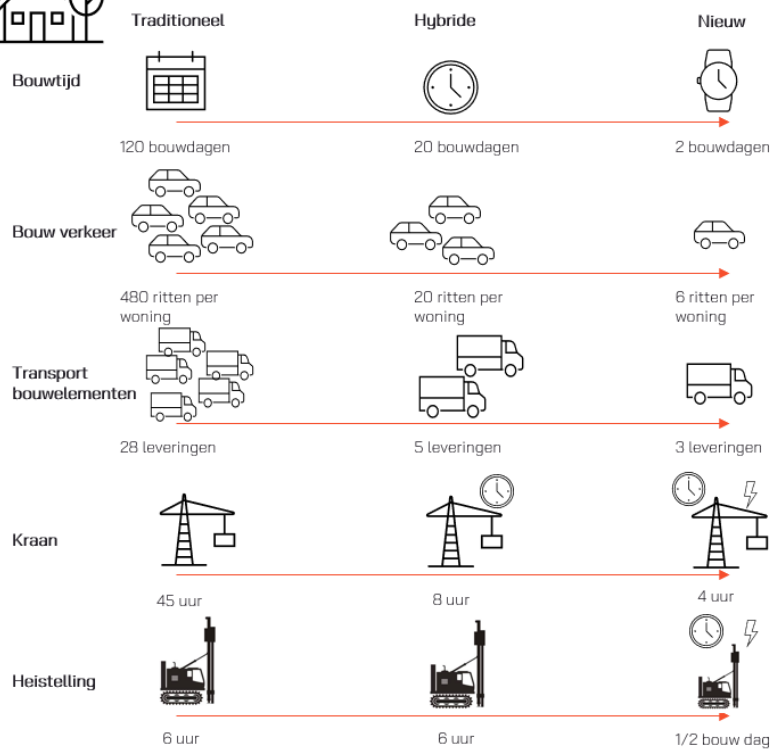 Traditioneel Hybride Nieuw
Bouwtijd
120 bouwdagen 20 bouwdagen 2 bouwdagen
Bouw verkeer
480 ritten per 20 ritten per 6 ritten per
woning woning woning
Transport
bouwelementen
28 leveringen 5 leveringen 3 leveringen
Kraan
45 uur 8 uur 4 uur
Heistelling
6 uur 6 uur 1/2 bouw dag